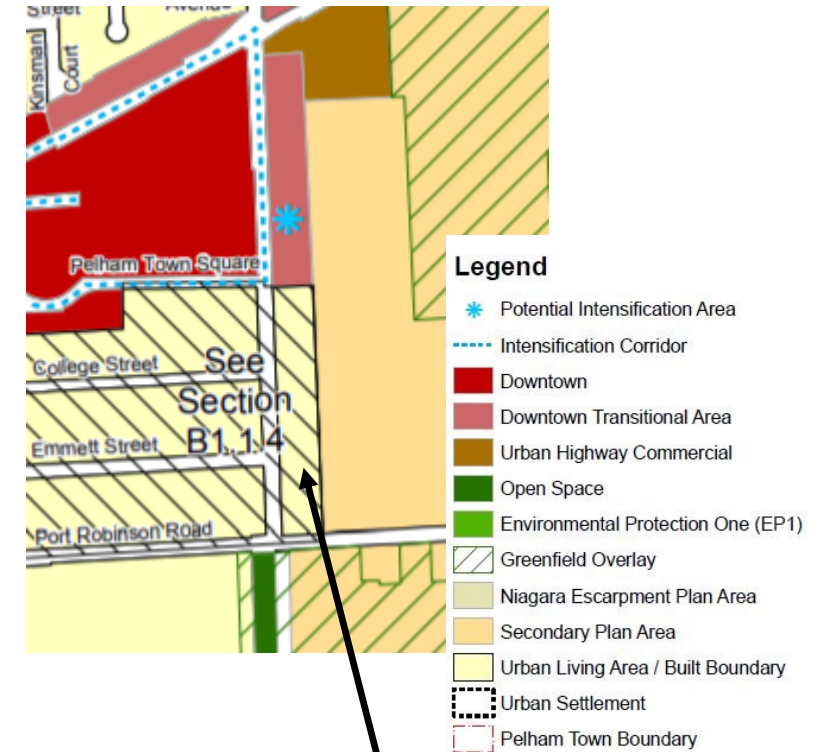 Street
Avenue
Kinsman
Court
Pelham Town Square
College Street
See
Section
B1.1.4
Emmett Street
Port Robinson Road
Legend
Potential Intensification Area
Intensification Corridor
Downtown
Downtown Transitional Area
Urban Highway Commercial
Open Space
Environmental Protection One (EP1)
Greenfield Overlay
Niagara Escarpment Plan Area
Secondary Plan Area
Urban Living Area / Built Boundary
Urban Settlement
Pelham Town Boundary